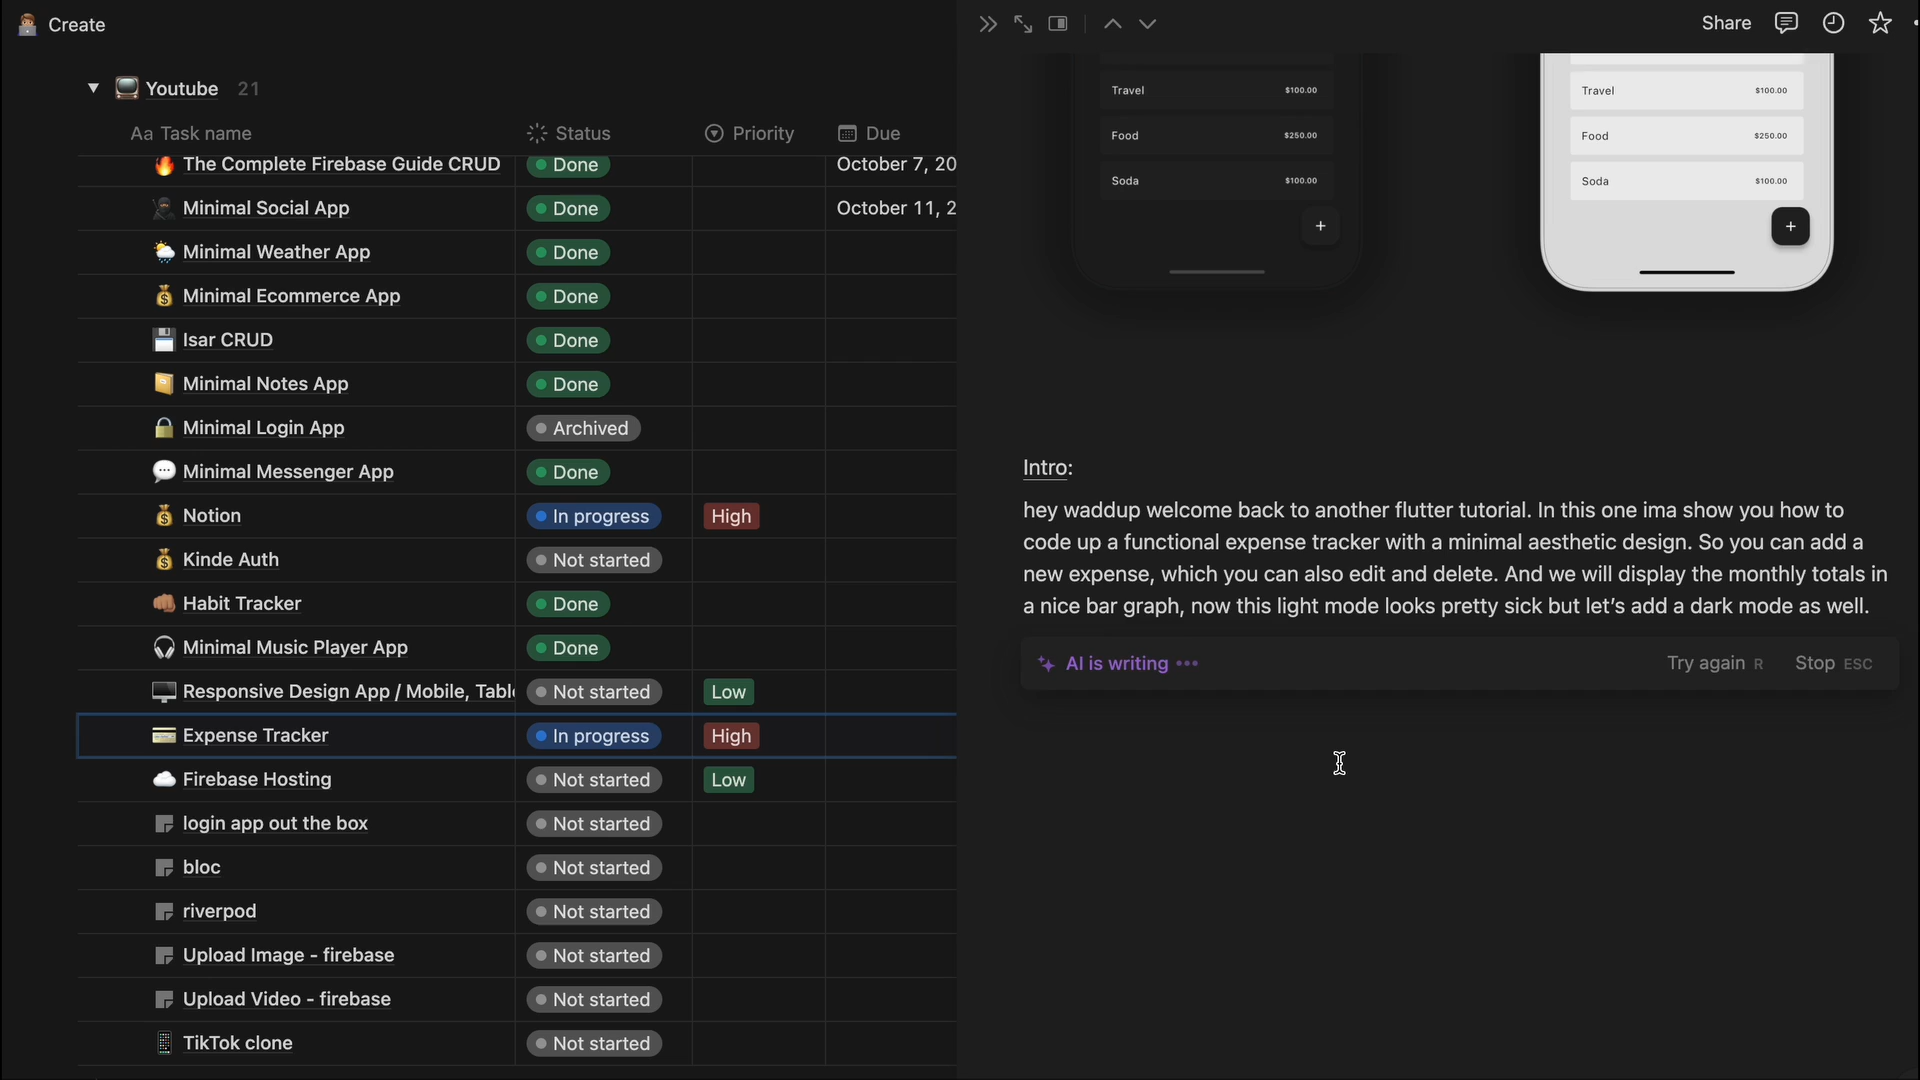 Create
Youtube 21
Aa Task name Status Priority Due
The Complete Firebase Guide CRUD Done October 7, 20
Minimal Social App Done October 11, 2
Minimal Weather App Done
Minimal Ecommerce App Done
Isar CRUD Done
Minimal Notes App Done
Minimal Login App Archived
Minimal Messenger App Done
Notion In progress High
Kinde Auth Not started
Habit Tracker Done
Minimal Music Player App Done
Responsive Design App / Mobile, Table Not started Low
Expense Tracker In progress High
Firebase Hosting Not started Low
login app out the box Not started
bloc Not started
riverpod Not started
Upload Image - firebase Not started
Upload Video - firebase Not started
TikTok clone Not started
Share
Travel $100.00
Food $250.00
Soda $100.00
+
Travel $100.00
Food $250.00
Soda $100.00
+
Intro:
hey waddup welcome back to another flutter tutorial. In this one ima show you how to
code up a functional expense tracker with a minimal aesthetic design. So you can add a
new expense, which you can also edit and delete. And we will display the monthly totals in
a nice bar graph, now this light mode looks pretty sick but let's add a dark mode as well.
AI is writing ••• Try again R Stop ESC